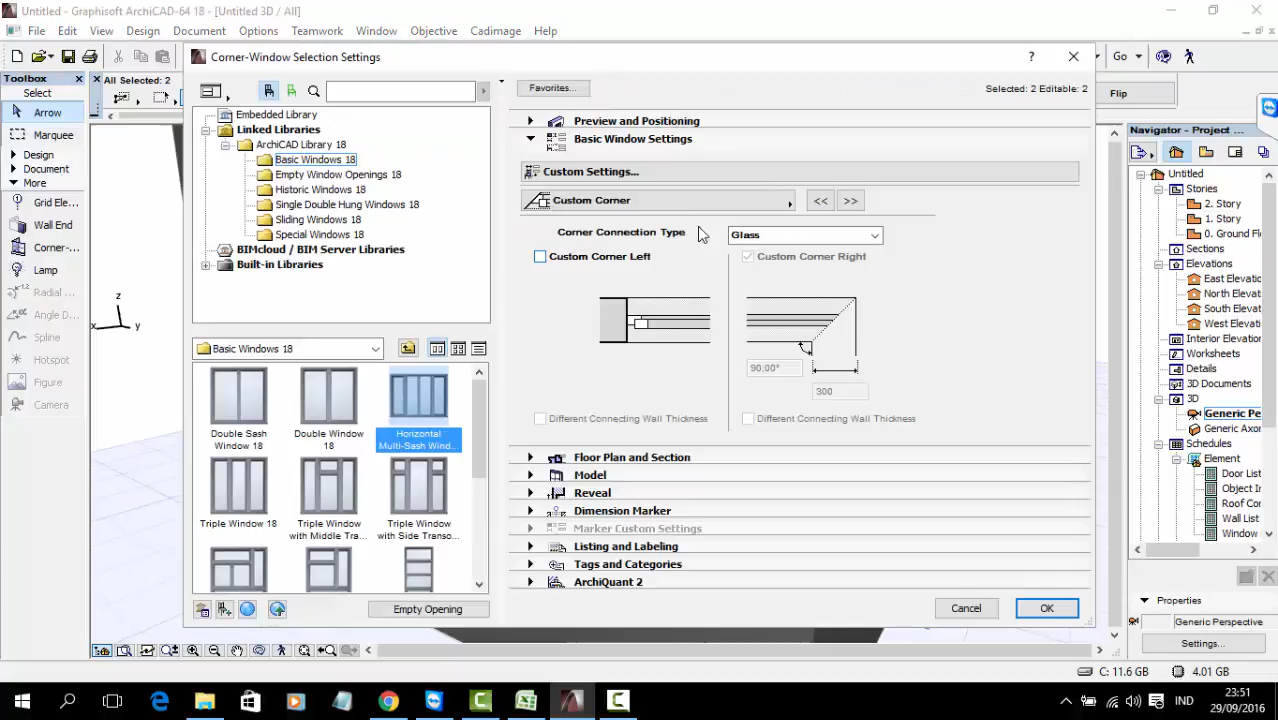 Untitled - Graphisoft ArchiCAD-64 18 - [Untitled 3D / All]
File Edit View Design Document Options Teamwork Window Objective Cadimage Help
Go
Toolbox
Select
Arrow
Marquee
Design
Document
More
Grid Ele...
Wall End
Corner-...
Lamp
Radial ...
Angle D...
Spline
Hotspot
Figure
Camera
All Selected: 2
z
x
y
Corner-Window Selection Settings
Embedded Library
Linked Libraries
ArchiCAD Library 18
Basic Windows 18
Empty Window Openings 18
Historic Windows 18
Single Double Hung Windows 18
Sliding Windows 18
Special Windows 18
BIMcloud / BIM Server Libraries
Built-in Libraries
Basic Windows 18
Double Sash Window 18
Double Window 18
Horizontal Multi-Sash Wind...
Triple Window 18
Triple Window with Middle Tra...
Triple Window with Side Transo...
Empty Opening
Favorites...
Selected: 2 Editable: 2
Preview and Positioning
Basic Window Settings
Custom Settings...
Custom Corner
<< >>
Corner Connection Type
Glass
Custom Corner Left
Custom Corner Right
90.00°
300
Different Connecting Wall Thickness
Different Connecting Wall Thickness
Floor Plan and Section
Model
Reveal
Dimension Marker
Marker Custom Settings
Listing and Labeling
Tags and Categories
ArchiQuant 2
Cancel
OK
Flip
Navigator - Project ...
Untitled
Stories
2. Story
1. Story
0. Ground Fl
Sections
Elevations
East Elevat
North Elevat
South Eleva
West Elevat
Interior Elevatio
Worksheets
Details
3D Documents
3D
Generic Pe
Generic Axor
Schedules
Element
Door List
Object In
Roof Cor
Wall List
Window
Properties
Generic Perspective
Settings...
C: 11.6 GB
4.01 GB
IND
23:51
29/09/2016